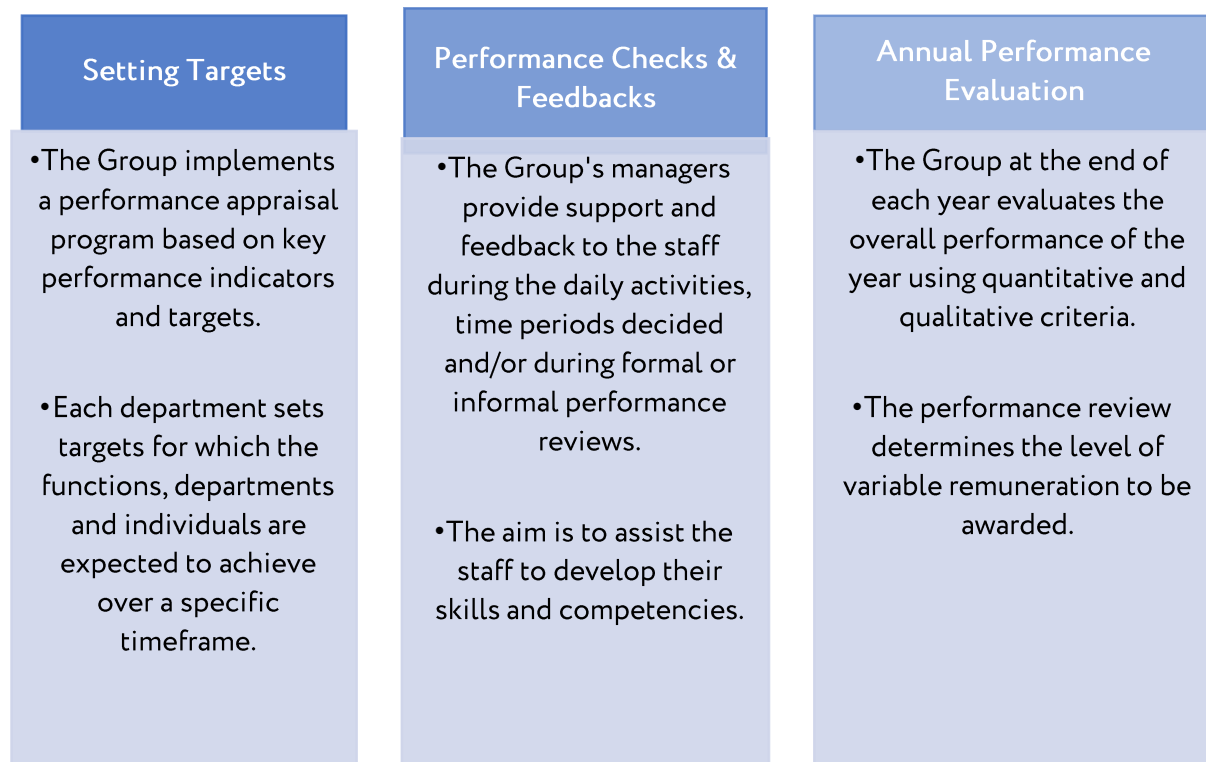 Setting Targets
•The Group implements
a performance appraisal
program based on key
performance indicators
and targets.
•Each department sets
targets for which the
functions, departments
and individuals are
expected to achieve
over a specific
timeframe.
Performance Checks &
Feedbacks
•The Group's managers
provide support and
feedback to the staff
during the daily activities,
time periods decided
and/or during formal or
informal performance
reviews.
•The aim is to assist the
staff to develop their
skills and competencies.
Annual Performance
Evaluation
•The Group at the end of
each year evaluates the
overall performance of the
year using quantitative and
qualitative criteria.
•The performance review
determines the level of
variable remuneration to be
awarded.